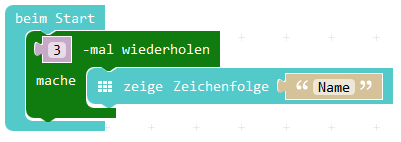 beim Start
3 -mal wiederholen
mache zeige Zeichenfolge “ Name ”